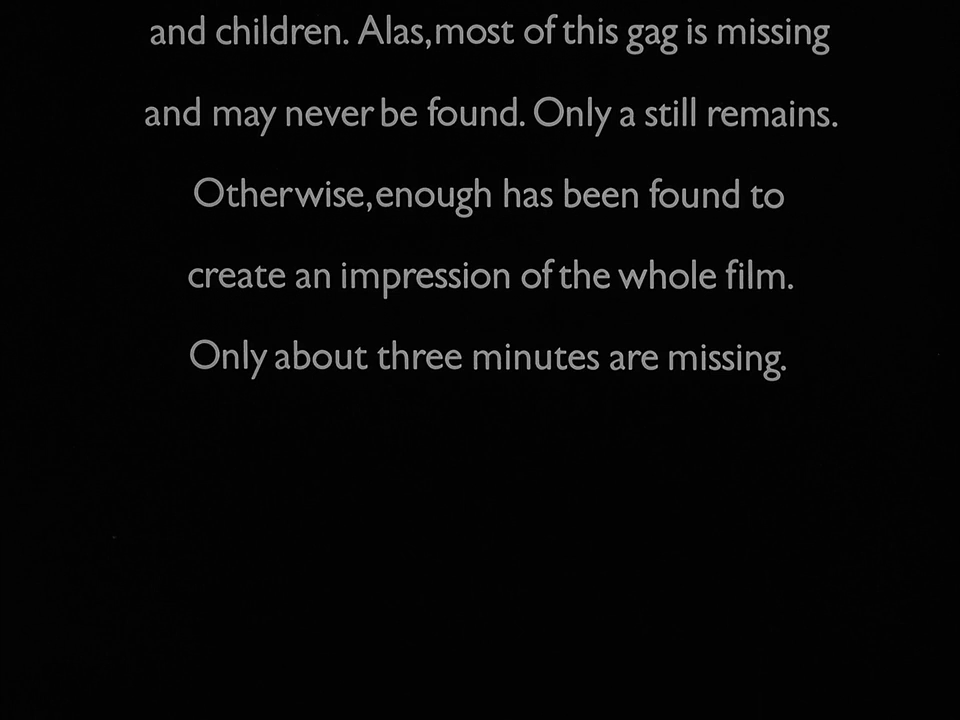 and children. Alas, most of this gag is missing
and may never be found. Only a still remains.
Otherwise, enough has been found to
create an impression of the whole film.
Only about three minutes are missing.